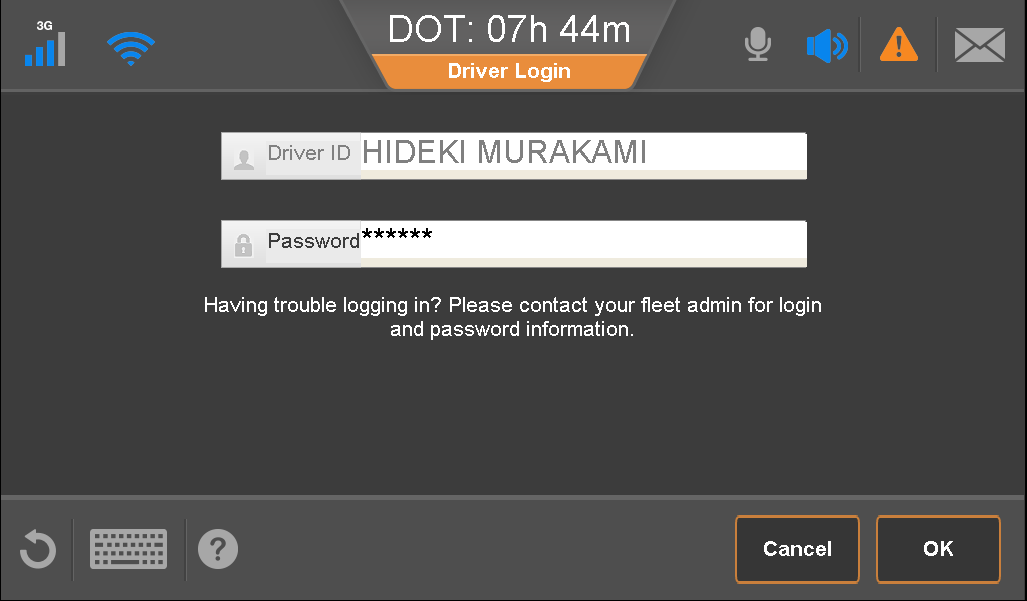 3G
DOT: 07h 44m
Driver Login
Driver ID HIDEKI MURAKAMI
Password ******
Having trouble logging in? Please contact your fleet admin for login
and password information.
?
Cancel OK